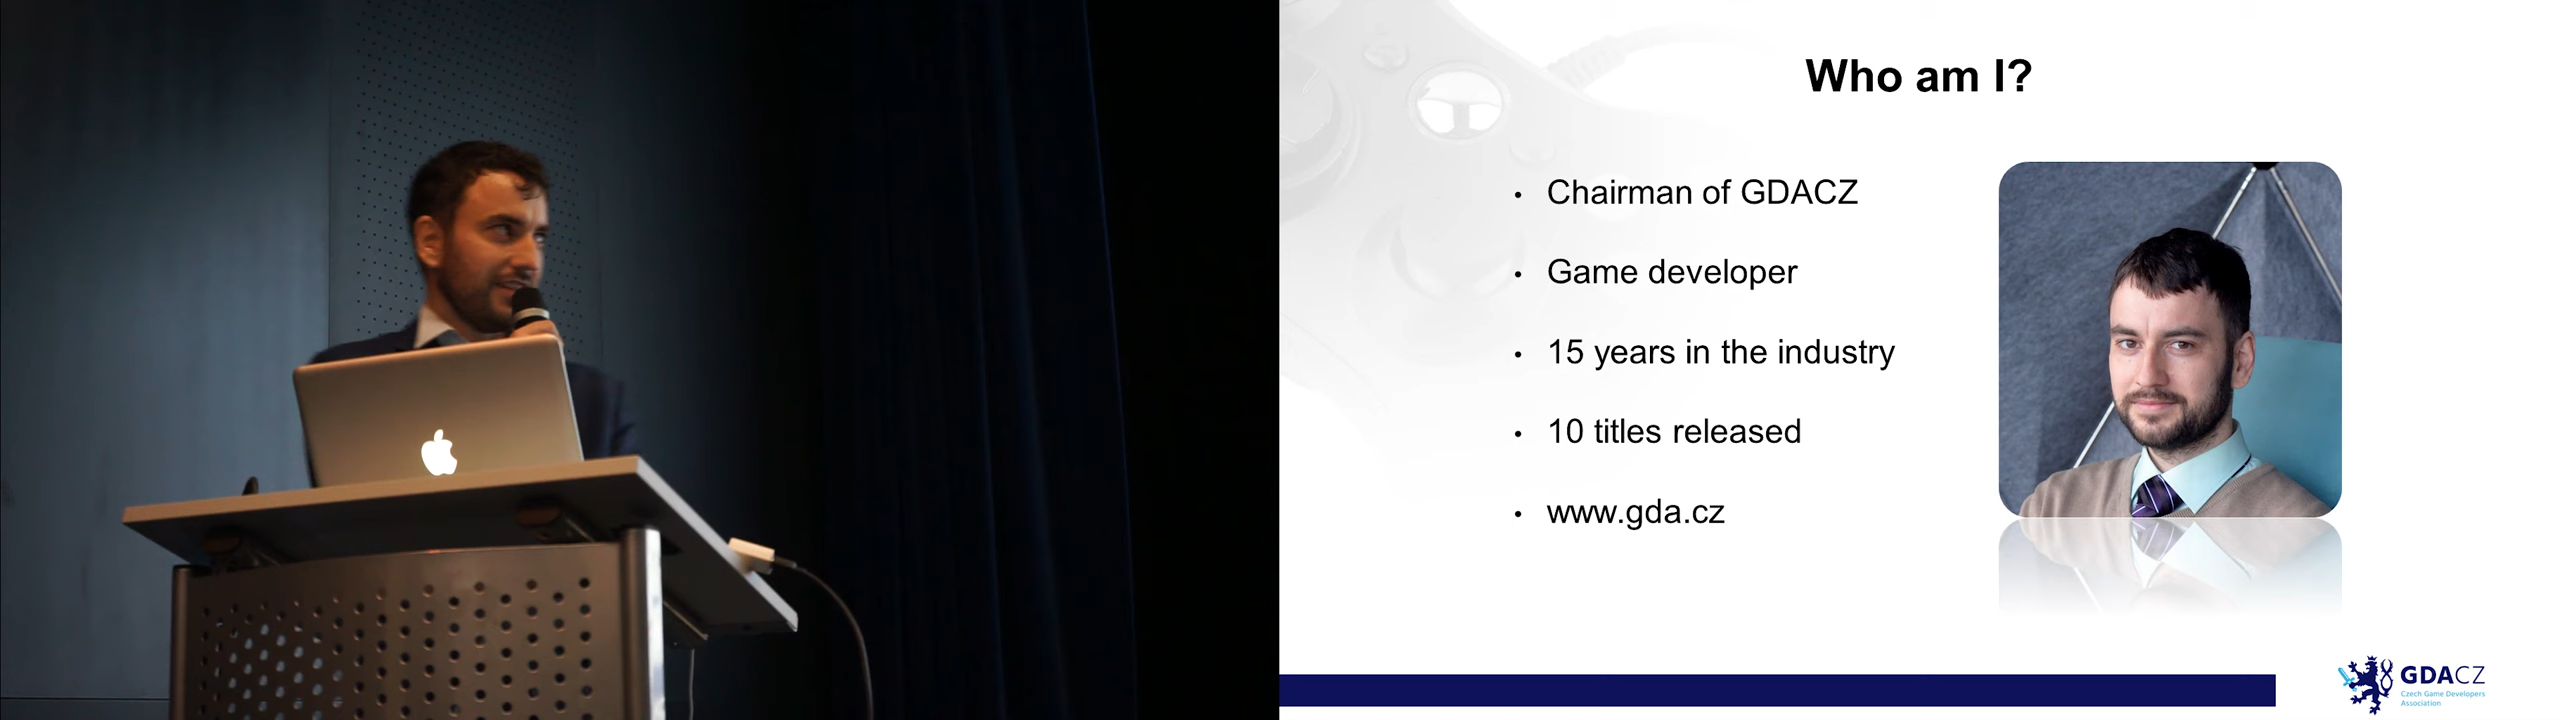 Who am I?
• Chairman of GDACZ
• Game developer
• 15 years in the industry
• 10 titles released
• www.gda.cz
GDACZ
Czech Game Developers
Association